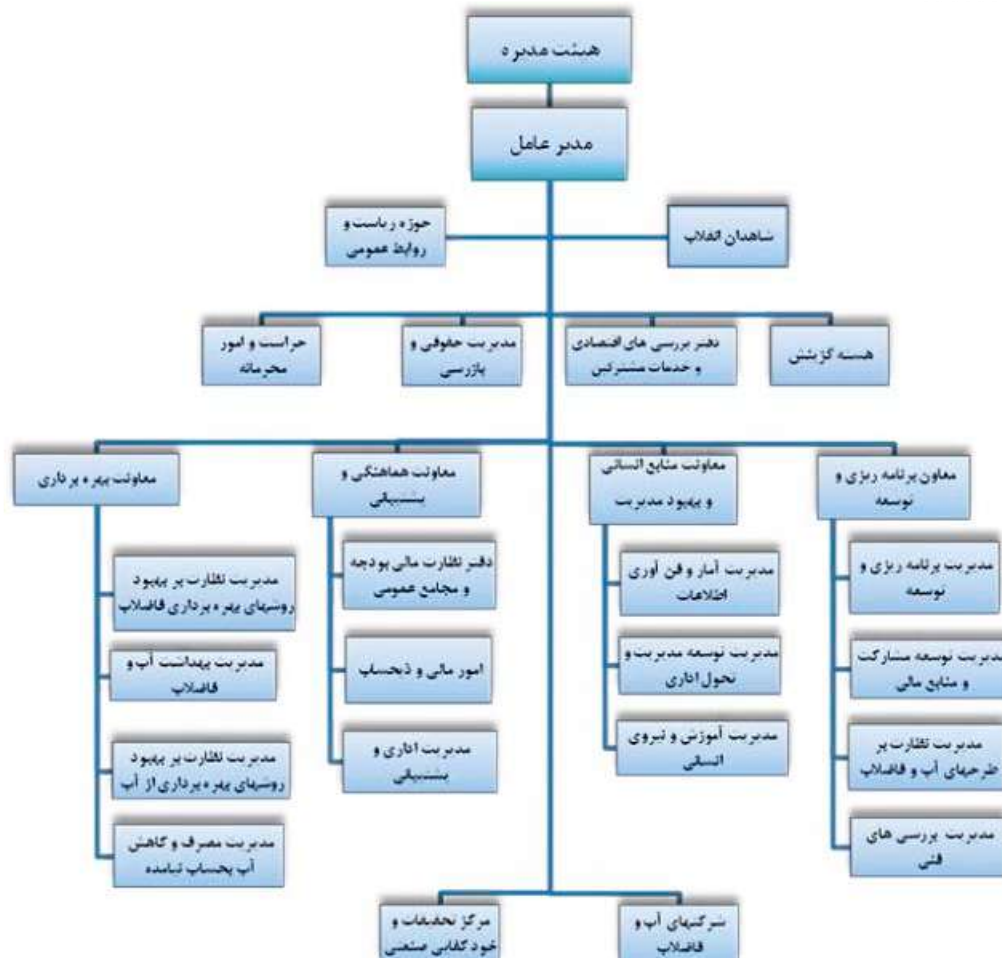 هیئت مدیره
مدیر عامل
شاهدان انقلاب
حوزه ریاست و
روابط عمومی
هسته گزینش
دفتر بررسی های اقتصادی
و خدمات مشترکین
مدیریت حقوقی و
بازرسی
حراست و امور
محرمانه
معاون برنامه ریزی و
توسعه
مدیریت برنامه ریزی و
توسعه
مدیریت توسعه مشارکت
و منابع مالی
مدیریت نظارت بر
طرحهای آب و فاضلاب
مدیریت بررسی های
فنی
معاونت منابع انسانی
و بهبود مدیریت
مدیریت آمار و فن آوری
اطلاعات
مدیریت توسعه مدیریت و
تحول اداری
مدیریت آموزش و نیروی
انسانی
معاونت هماهنگی و
پشتیبانی
دفتر نظارت مالی بودجه
و مجامع عمومی
امور مالی و ذیحساب
مدیریت اداری و
پشتیبانی
معاونت بهره برداری
مدیریت نظارت بر بهبود
روشهای بهره برداری فاضلاب
مدیریت بهداشت آب و
فاضلاب
مدیریت نظارت بر بهبود
روشهای بهره برداری از آب
مدیریت مصرف و کاهش
آب بحساب نیامده
شرکتهای آب و
فاضلاب
مرکز تحقیقات و
خود کفایی صنعتی